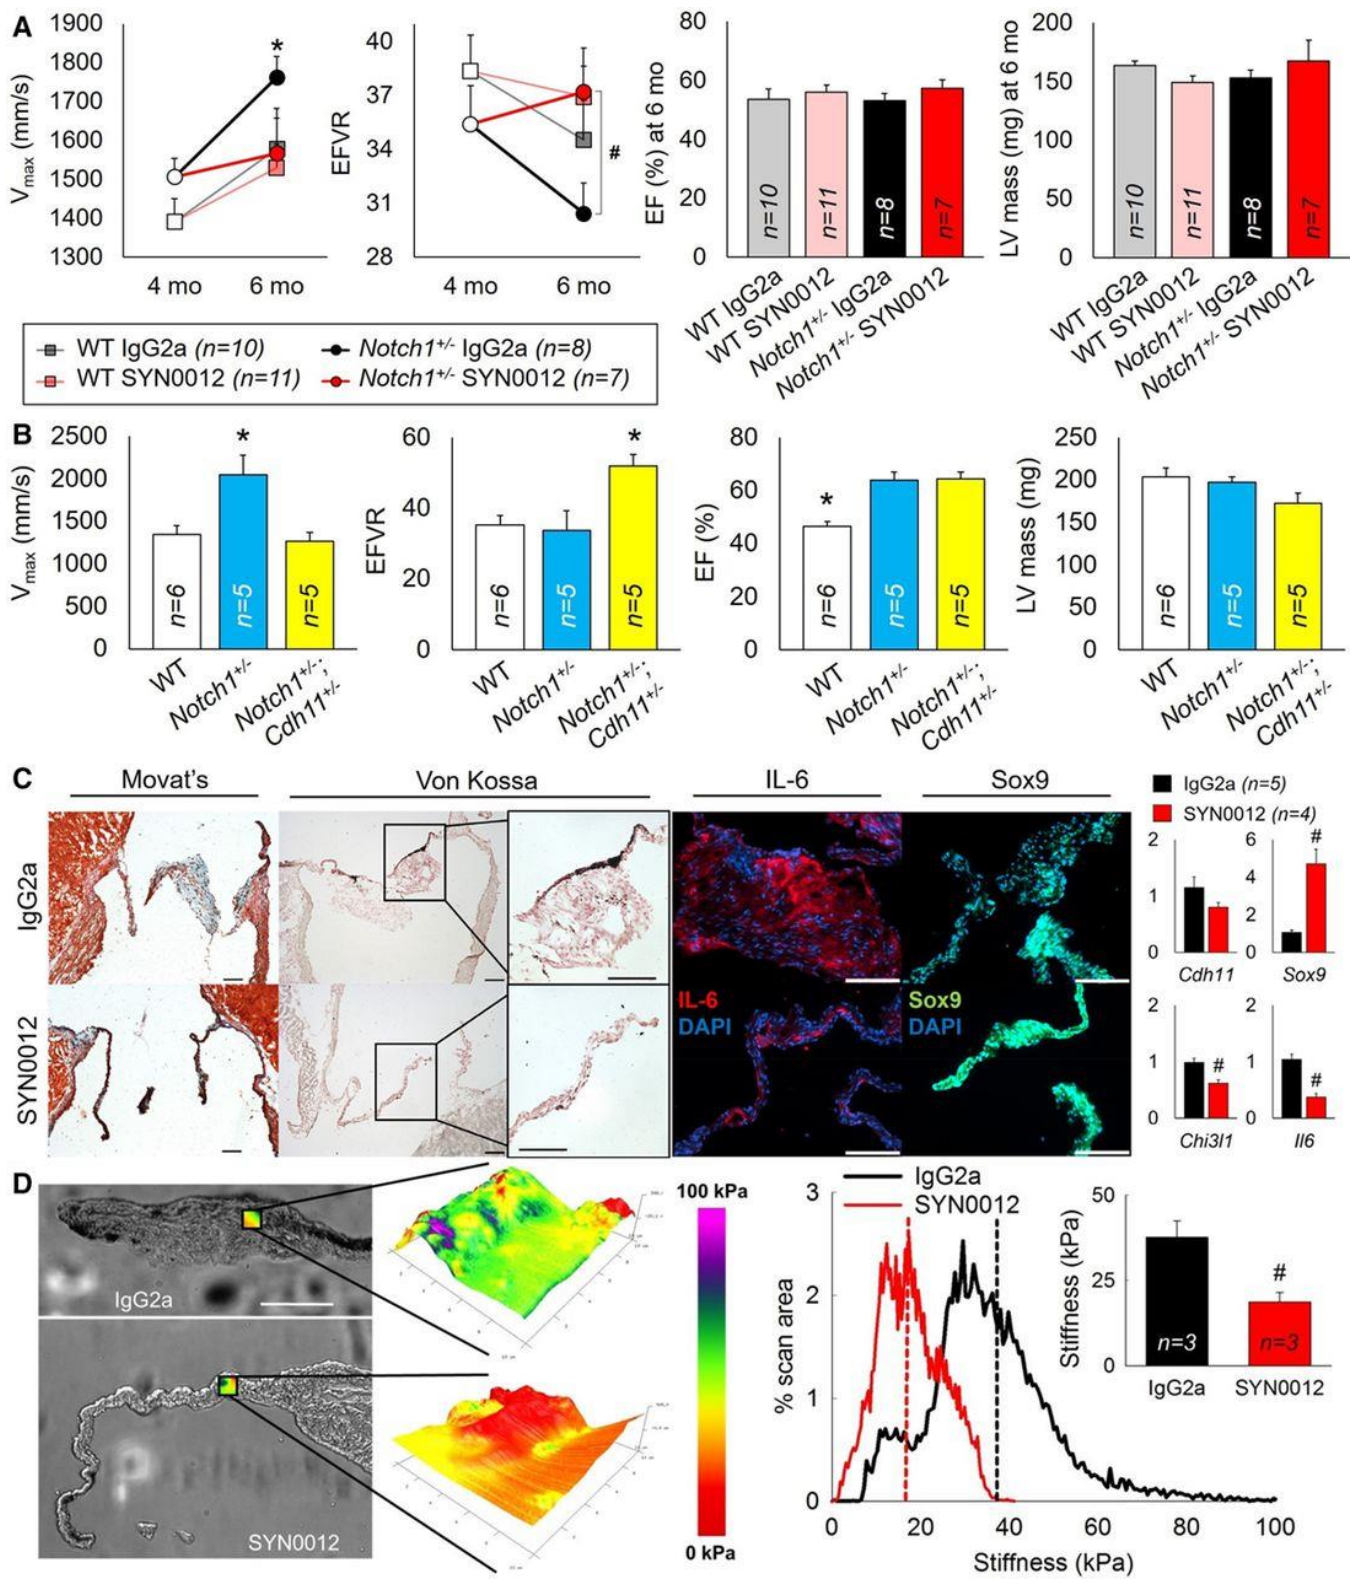 A
1900
1800
1700
1600
1500
1400
1300
Vmax (mm/s)
*
4 mo
6 mo
40
37
34
31
28
EFVR
#
4 mo
6 mo
80
60
40
20
0
EF (%) at 6 mo
n=10
n=11
n=8
n=7
WT IgG2a
WT SYN0012
Notch1+/- IgG2a
Notch1+/- SYN0012
200
150
100
50
0
LV mass (mg) at 6 mo
n=10
n=11
n=8
n=7
WT IgG2a
WT SYN0012
Notch1+/- IgG2a
Notch1+/- SYN0012
WT IgG2a (n=10)
Notch1+/- IgG2a (n=8)
WT SYN0012 (n=11)
Notch1+/- SYN0012 (n=7)
B
2500
2000
1500
1000
500
0
Vmax (mm/s)
*
n=6
n=5
n=5
WT
Notch1+/-
Notch1+/-;
Cdh11+/-
60
40
20
0
EFVR
*
n=6
n=5
n=5
WT
Notch1+/-
Notch1+/-;
Cdh11+/-
80
60
40
20
0
EF (%)
*
n=6
n=5
n=5
WT
Notch1+/-
Notch1+/-;
Cdh11+/-
250
200
150
100
50
0
LV mass (mg)
n=6
n=5
n=5
WT
Notch1+/-
Notch1+/-;
Cdh11+/-
C
Movat's
Von Kossa
IL-6
Sox9
IgG2a
SYN0012
IL-6
DAPI
Sox9
DAPI
IgG2a (n=5)
SYN0012 (n=4)
2
1
0
Cdh11
6
4
2
0
#
Sox9
2
1
0
#
Chi3l1
2
1
0
#
Il6
D
IgG2a
SYN0012
100 kPa
0 kPa
IgG2a
SYN0012
3
2
1
0
% scan area
0
20
40
60
80
100
Stiffness (kPa)
50
25
0
Stiffness (kPa)
#
n=3
n=3
IgG2a
SYN0012